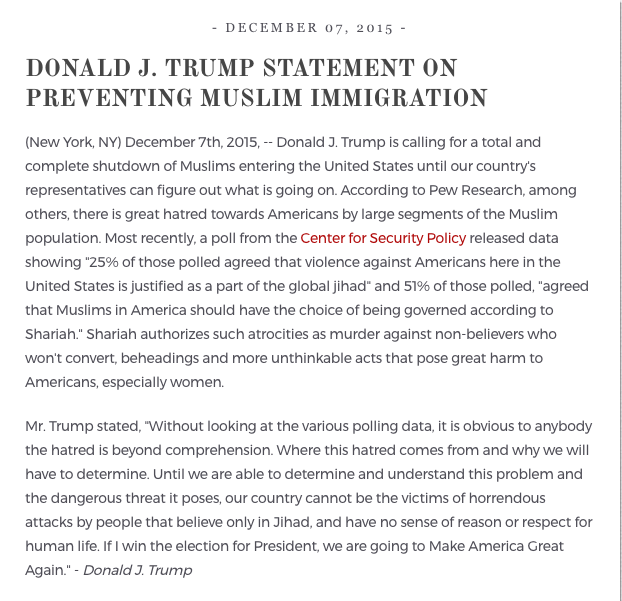 - DECEMBER 07, 2015 -
DONALD J. TRUMP STATEMENT ON
PREVENTING MUSLIM IMMIGRATION
(New York, NY) December 7th, 2015, -- Donald J. Trump is calling for a total and
complete shutdown of Muslims entering the United States until our country's
representatives can figure out what is going on. According to Pew Research, among
others, there is great hatred towards Americans by large segments of the Muslim
population. Most recently, a poll from the Center for Security Policy released data
showing "25% of those polled agreed that violence against Americans here in the
United States is justified as a part of the global jihad" and 51% of those polled, "agreed
that Muslims in America should have the choice of being governed according to
Shariah." Shariah authorizes such atrocities as murder against non-believers who
won't convert, beheadings and more unthinkable acts that pose great harm to
Americans, especially women.
Mr. Trump stated, "Without looking at the various polling data, it is obvious to anybody
the hatred is beyond comprehension. Where this hatred comes from and why we will
have to determine. Until we are able to determine and understand this problem and
the dangerous threat it poses, our country cannot be the victims of horrendous
attacks by people that believe only in Jihad, and have no sense of reason or respect for
human life. If I win the election for President, we are going to Make America Great
Again." - Donald J. Trump